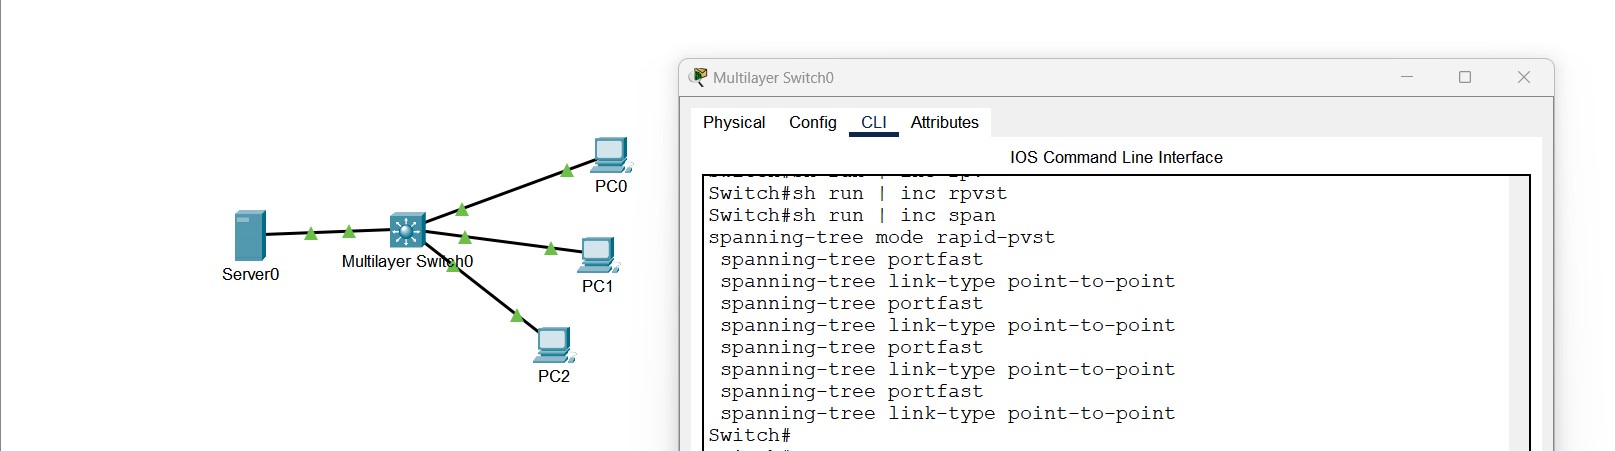 PC0
PC1
Server0
Multilayer Switch0
PC2
Multilayer Switch0
Physical Config CLI Attributes
IOS Command Line Interface
Switch#sh run | inc rpvst
Switch#sh run | inc span
spanning-tree mode rapid-pvst
 spanning-tree portfast
 spanning-tree link-type point-to-point
 spanning-tree portfast
 spanning-tree link-type point-to-point
 spanning-tree portfast
 spanning-tree link-type point-to-point
 spanning-tree portfast
 spanning-tree link-type point-to-point
Switch#